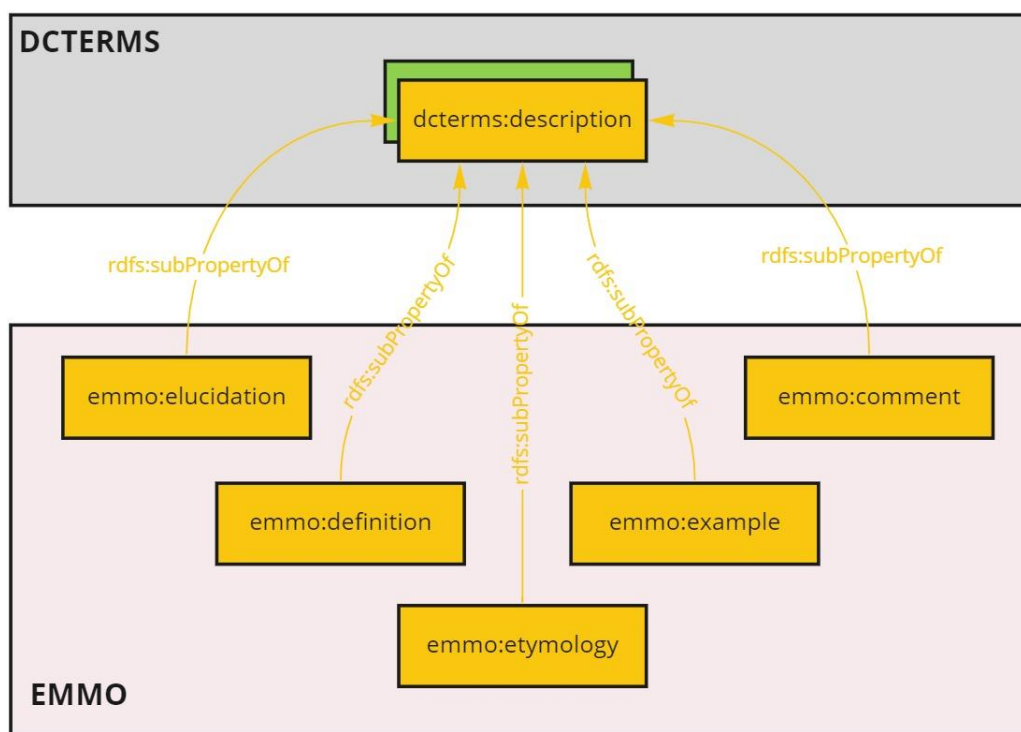 DCTERMS
dcterms:description
rdfs:subPropertyOf
rdfs:subPropertyOf
rdfs:subPropertyOf
rdfs:subPropertyOf
rdfs:subPropertyOf
emmo:elucidation
emmo:comment
emmo:definition
emmo:example
emmo:etymology
EMMO